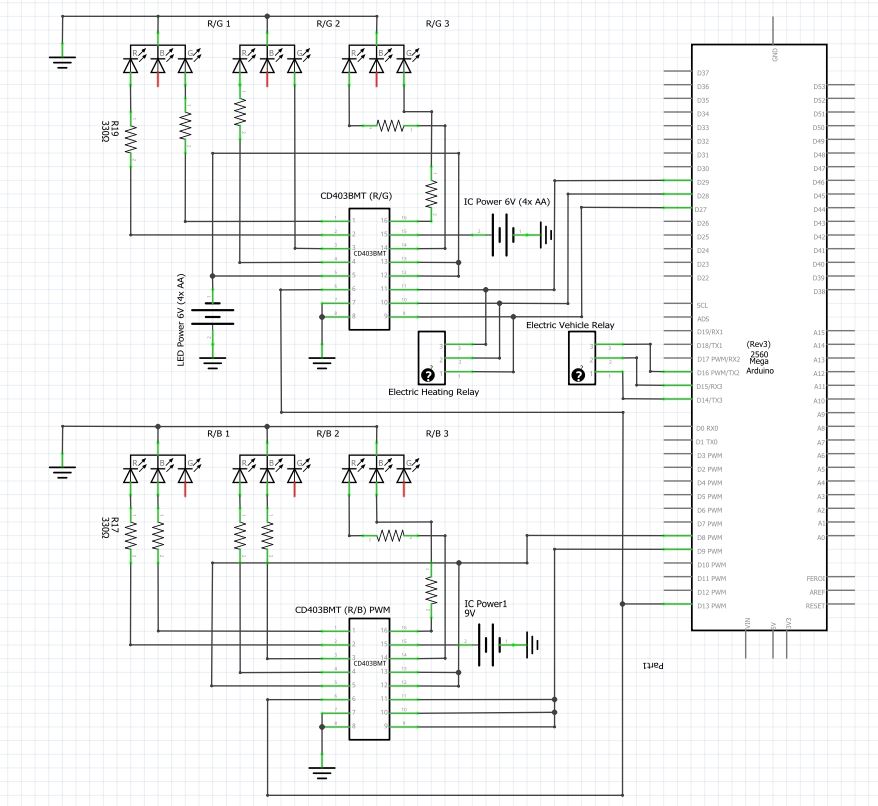 R/G 1
R/G 2
R/G 3
R B G
R B G
R B G
R19
330Ω
CD403BMT (R/G)
IC Power 6V (4x AA)
CD403BMT
1
2
3
4
5
6
7
8
16
15
14
13
12
11
10
9
LED Power 6V (4x AA)
Electric Heating Relay
3
2
1
?
Electric Vehicle Relay
3
2
1
?
R/B 1
R/B 2
R/B 3
R B G
R B G
R B G
R17
330Ω
CD403BMT (R/B) PWM
IC Power1
9V
CD403BMT
1
2
3
4
5
6
7
8
16
15
14
13
12
11
10
9
GND
D37
D36
D35
D34
D33
D32
D31
D30
D29
D28
D27
D26
D25
D24
D23
D22
SCL
ADS
D19/RX1
D18/TX1
D17 PWM/RX2
D16 PWM/TX2
D15/RX3
D14/TX3
D0 RX0
D1 TX0
D3 PWM
D2 PWM
D4 PWM
D5 PWM
D6 PWM
D7 PWM
D8 PWM
D9 PWM
D10 PWM
D11 PWM
D12 PWM
D13 PWM
D53
D52
D51
D50
D49
D48
D47
D46
D45
D44
D43
D42
D41
D40
D39
D38
A15
A14
A13
A12
A11
A10
A9
A8
A7
A6
A5
A4
A3
A2
A1
A0
AREF
RESET
(Rev3)
2560
Mega
Arduino
VIN
5V
3V3
Part1